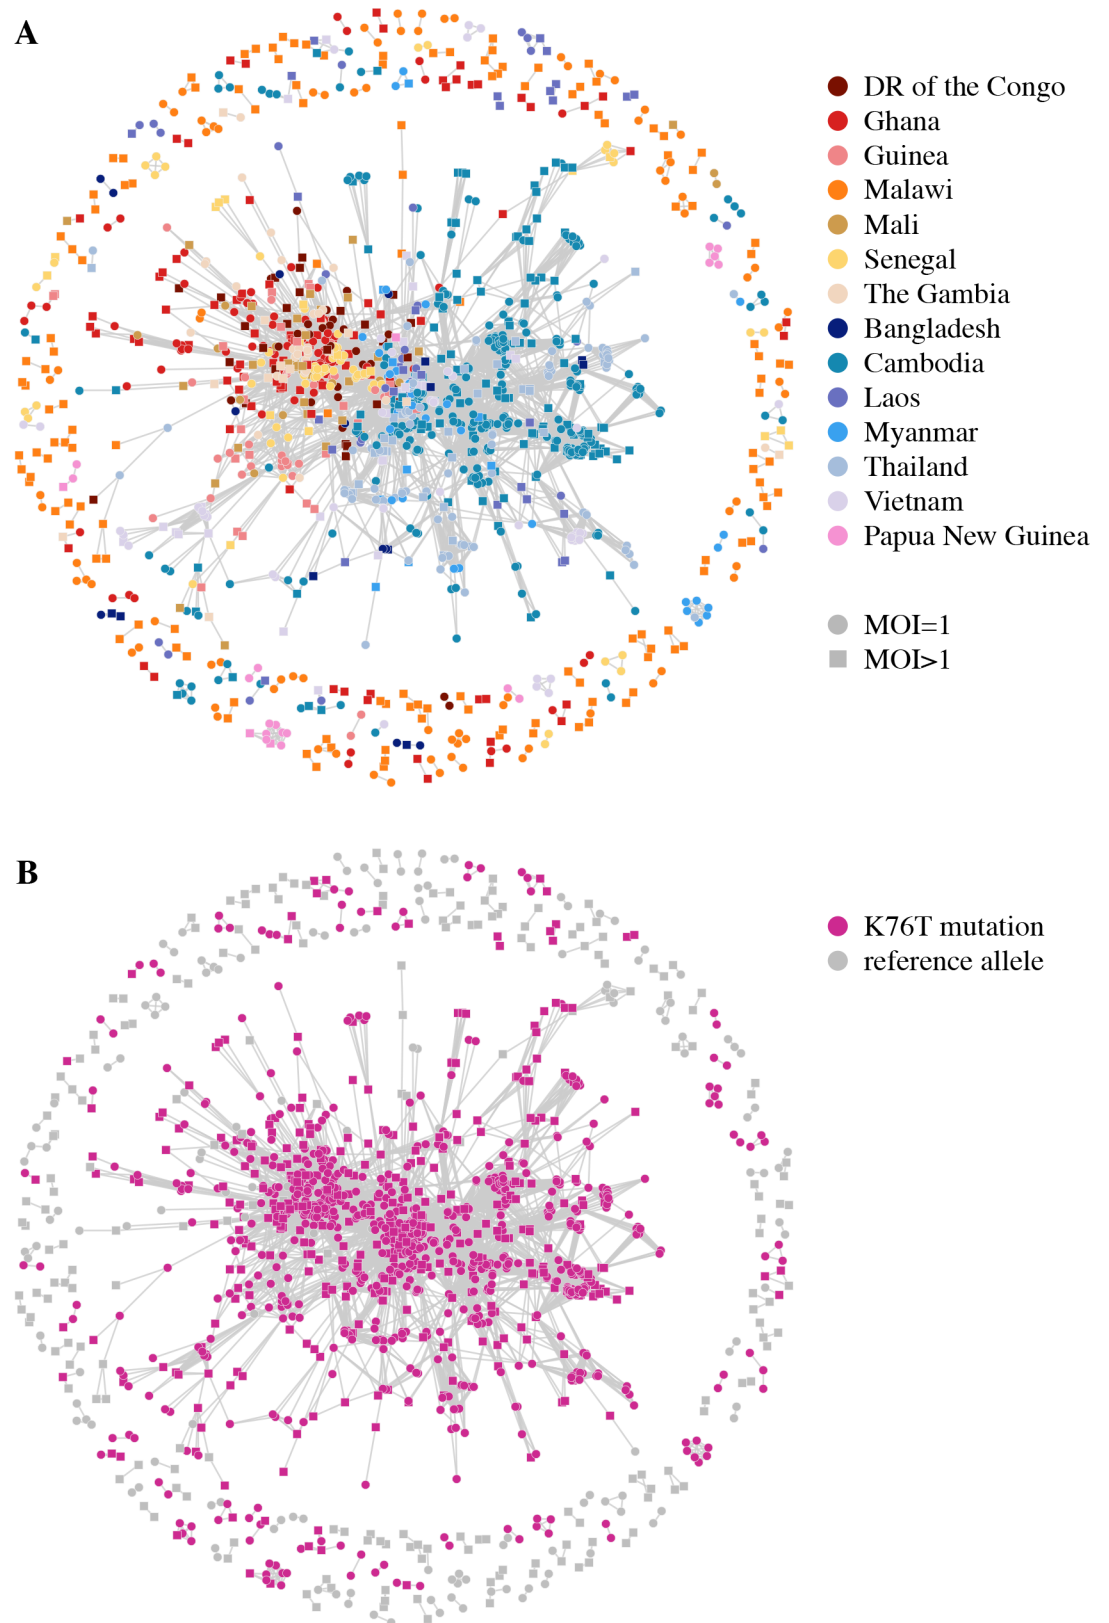 A
DR of the Congo
Ghana
Guinea
Malawi
Mali
Senegal
The Gambia
Bangladesh
Cambodia
Laos
Myanmar
Thailand
Vietnam
Papua New Guinea
MOI=1
MOI>1
B
K76T mutation
reference allele